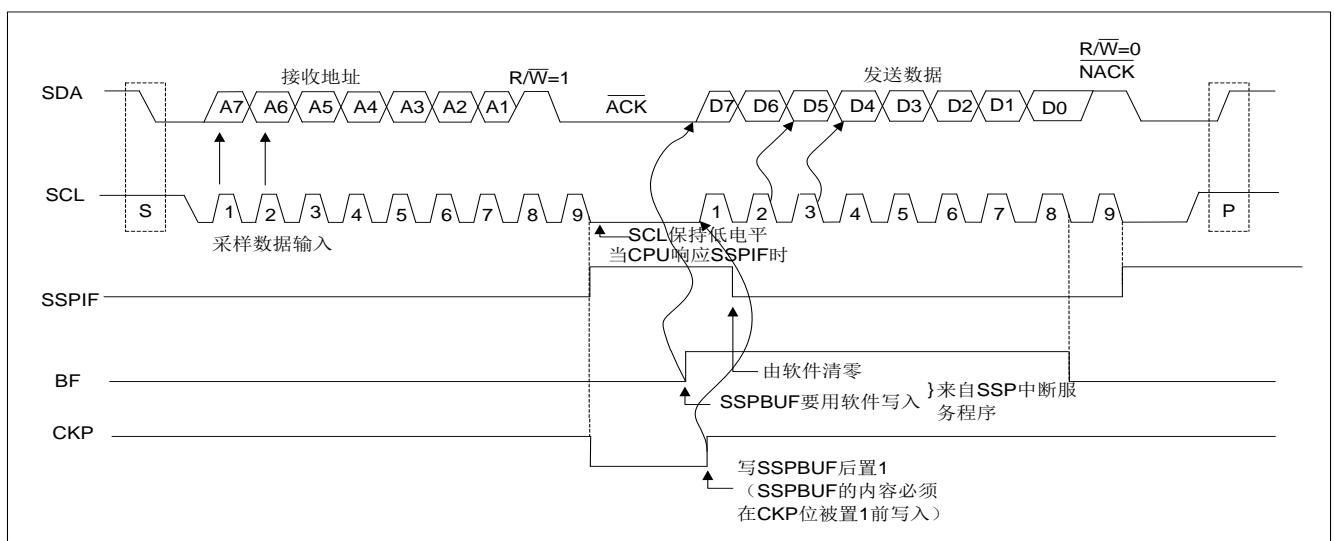 R/W=0
接收地址 R/W=1 发送数据 NACK
SDA A7 A6 A5 A4 A3 A2 A1 ACK D7 D6 D5 D4 D3 D2 D1 D0
SCL S 1 2 3 4 5 6 7 8 9 1 2 3 4 5 6 7 8 9 P
采样数据输入 SCL保持低电平
当CPU响应SSPIF时
SSPIF
由软件清零
BF
SSPBUF要用软件写入 }来自SSP中断服
务程序
CKP
写SSPBUF后置1
（SSPBUF的内容必须
在CKP位被置1前写入）